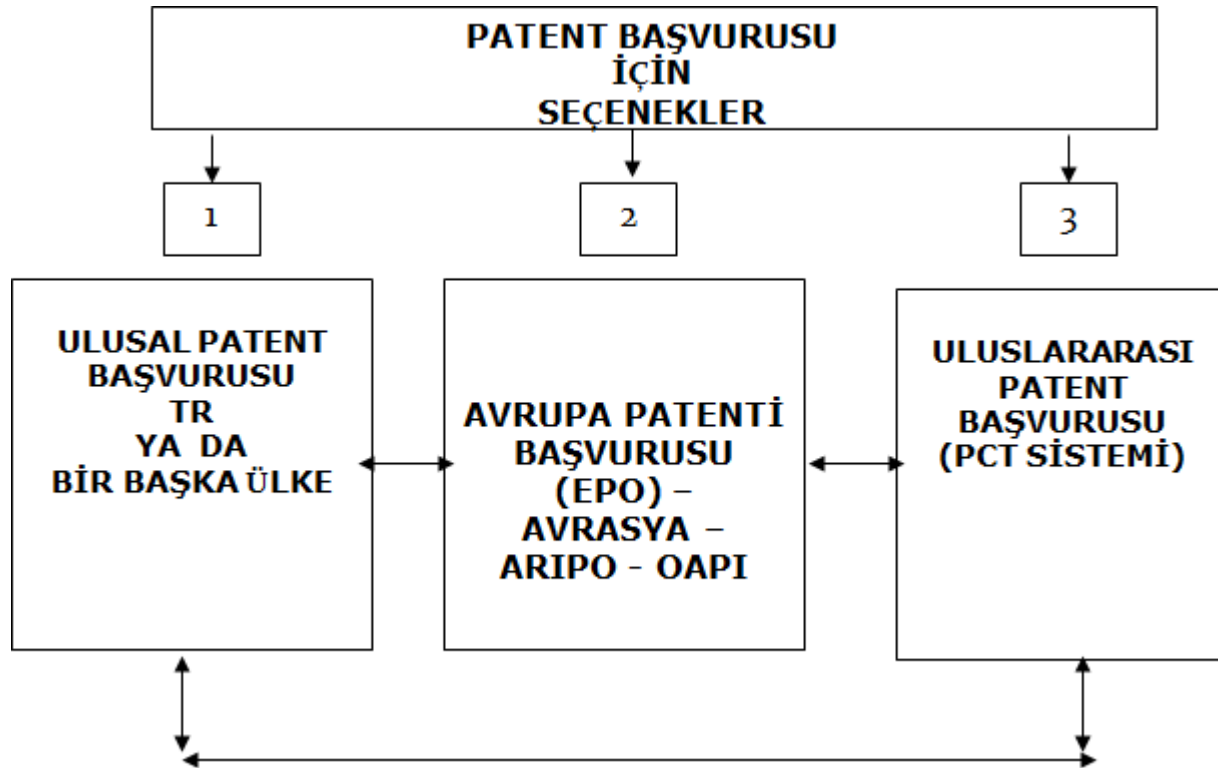 PATENT BAŞVURUSU
İÇİN
SEÇENEKLER
1
2
3
ULUSAL PATENT
BAŞVURUSU
TR
YA DA
BİR BAŞKA ÜLKE
AVRUPA PATENTİ
BAŞVURUSU
(EPO) –
AVRASYA –
ARIPO - OAPI
ULUSLARARASI
PATENT
BAŞVURUSU
(PCT SİSTEMİ)